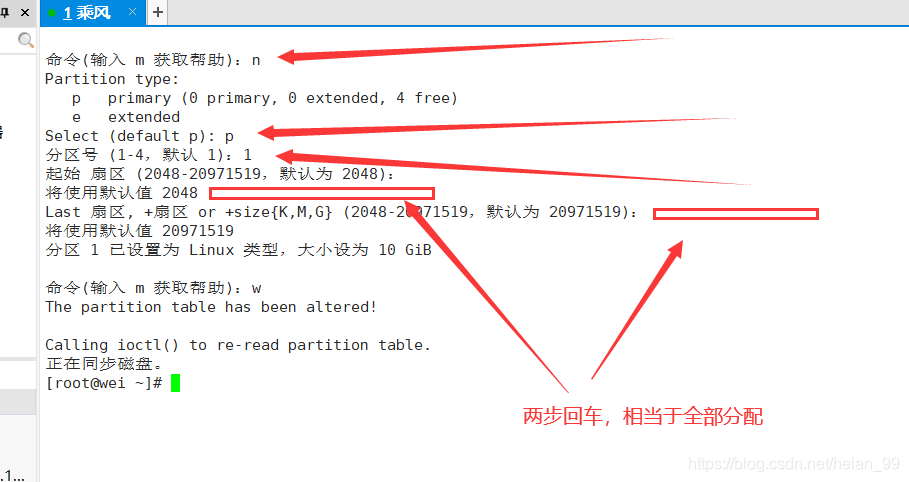 1 乘风
命令(输入 m 获取帮助)：n
Partition type:
   p   primary (0 primary, 0 extended, 4 free)
   e   extended
Select (default p): p
分区号 (1-4，默认 1)：1
起始 扇区 (2048-20971519，默认为 2048)：
将使用默认值 2048
Last 扇区, +扇区 or +size{K,M,G} (2048-20971519，默认为 20971519)：
将使用默认值 20971519
分区 1 已设置为 Linux 类型，大小设为 10 GiB
命令(输入 m 获取帮助)：w
The partition table has been altered!
Calling ioctl() to re-read partition table.
正在同步磁盘。
[root@wei ~]#
两步回车，相当于全部分配
.1...
https://blog.csdn.net/heian_99